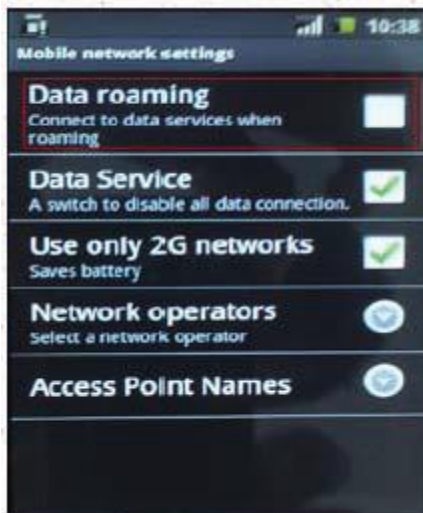 10:38
Mobile network settings
Data roaming
Connect to data services when
roaming
Data Service
A switch to disable all data connection.
Use only 2G networks
Saves battery
Network operators
Select a network operator
Access Point Names